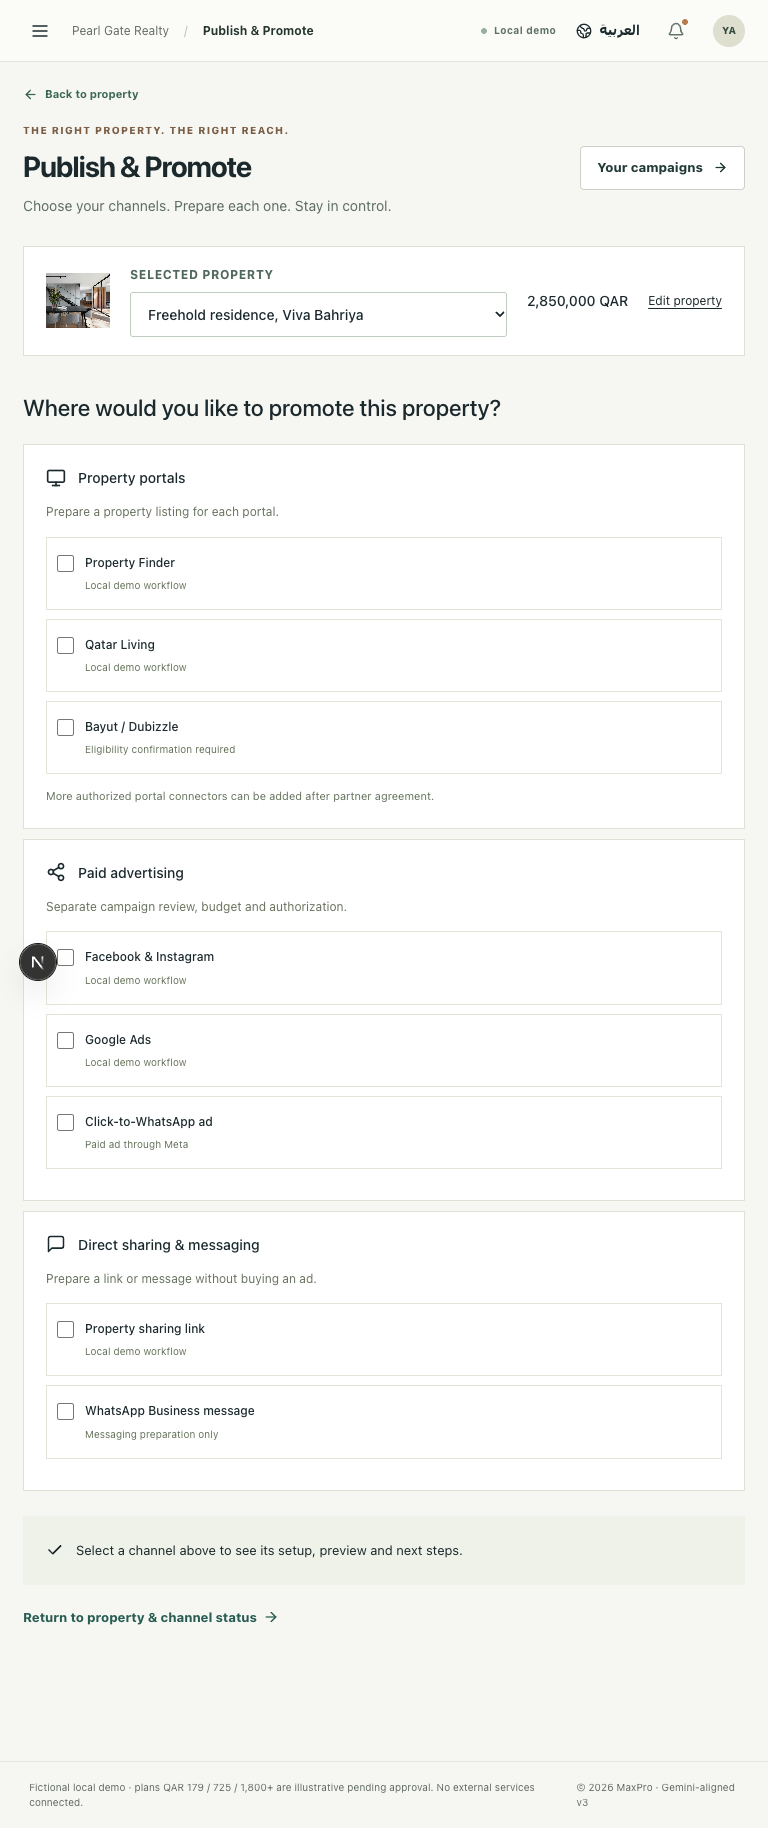 Pearl Gate Realty / Publish & Promote
Local demo
العربية
YA
Back to property
THE RIGHT PROPERTY. THE RIGHT REACH.
Publish & Promote
Your campaigns
Choose your channels. Prepare each one. Stay in control.
SELECTED PROPERTY
Freehold residence, Viva Bahriya
2,850,000 QAR
Edit property
Where would you like to promote this property?
Property portals
Prepare a property listing for each portal.
Property Finder
Local demo workflow
Qatar Living
Local demo workflow
Bayut / Dubizzle
Eligibility confirmation required
More authorized portal connectors can be added after partner agreement.
Paid advertising
Separate campaign review, budget and authorization.
N
Facebook & Instagram
Local demo workflow
Google Ads
Local demo workflow
Click-to-WhatsApp ad
Paid ad through Meta
Direct sharing & messaging
Prepare a link or message without buying an ad.
Property sharing link
Local demo workflow
WhatsApp Business message
Messaging preparation only
Select a channel above to see its setup, preview and next steps.
Return to property & channel status
Fictional local demo · plans QAR 179 / 725 / 1,800+ are illustrative pending approval. No external services
connected.
© 2026 MaxPro · Gemini-aligned
v3